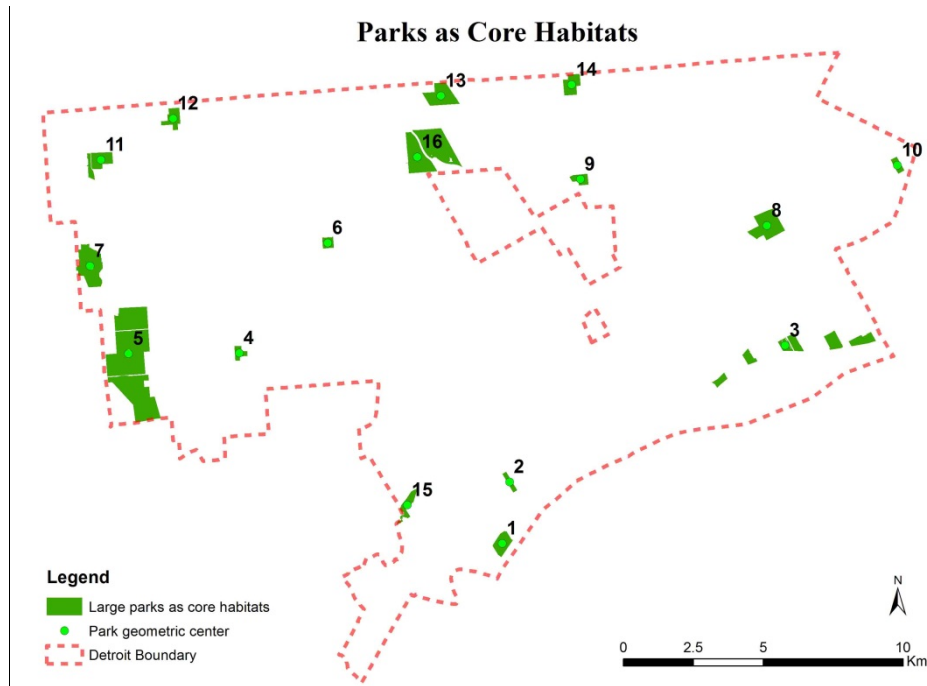 Parks as Core Habitats
14
13
12
16
11
10
9
8
6
7
5
4
3
2
15
1
Legend
Large parks as core habitats
Park geometric center
Detroit Boundary
N
0 2.5 5 10
Km